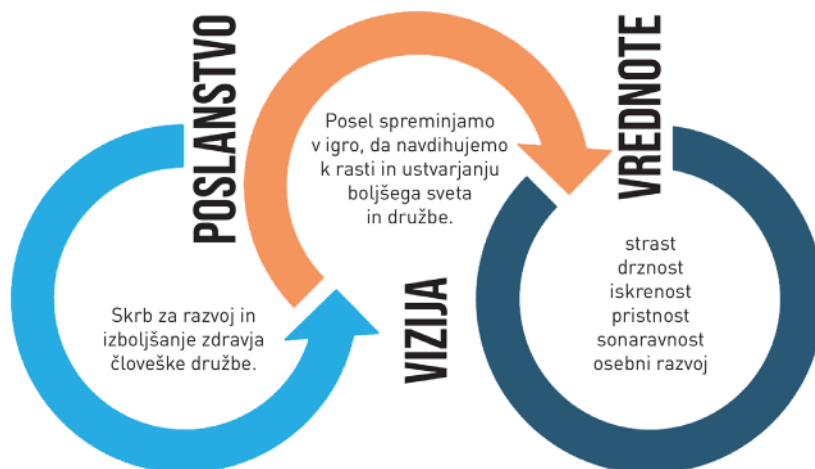 POSLANSTVO
Skrb za razvoj in
izboljšanje zdravja
človeške družbe.
VIZIJA
Posel spreminjamo
v igro, da navdihujemo
k rasti in ustvarjanju
boljšega sveta
in družbe.
VREDNOTE
strast
drznost
iskrenost
pristnost
sonaravnost
osebni razvoj